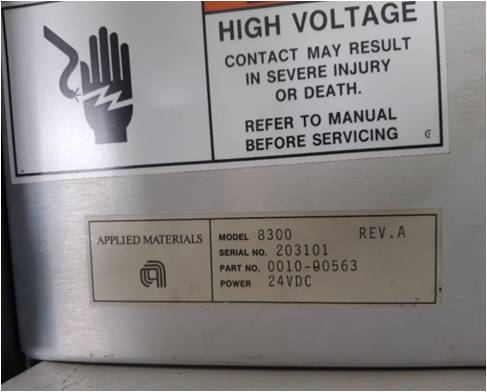 HIGH VOLTAGE
CONTACT MAY RESULT
IN SEVERE INJURY
OR DEATH.
REFER TO MANUAL
BEFORE SERVICING
APPLIED MATERIALS
MODEL 8300 REV.A
SERIAL NO. 203101
PART NO. 0010-00563
POWER 24VDC